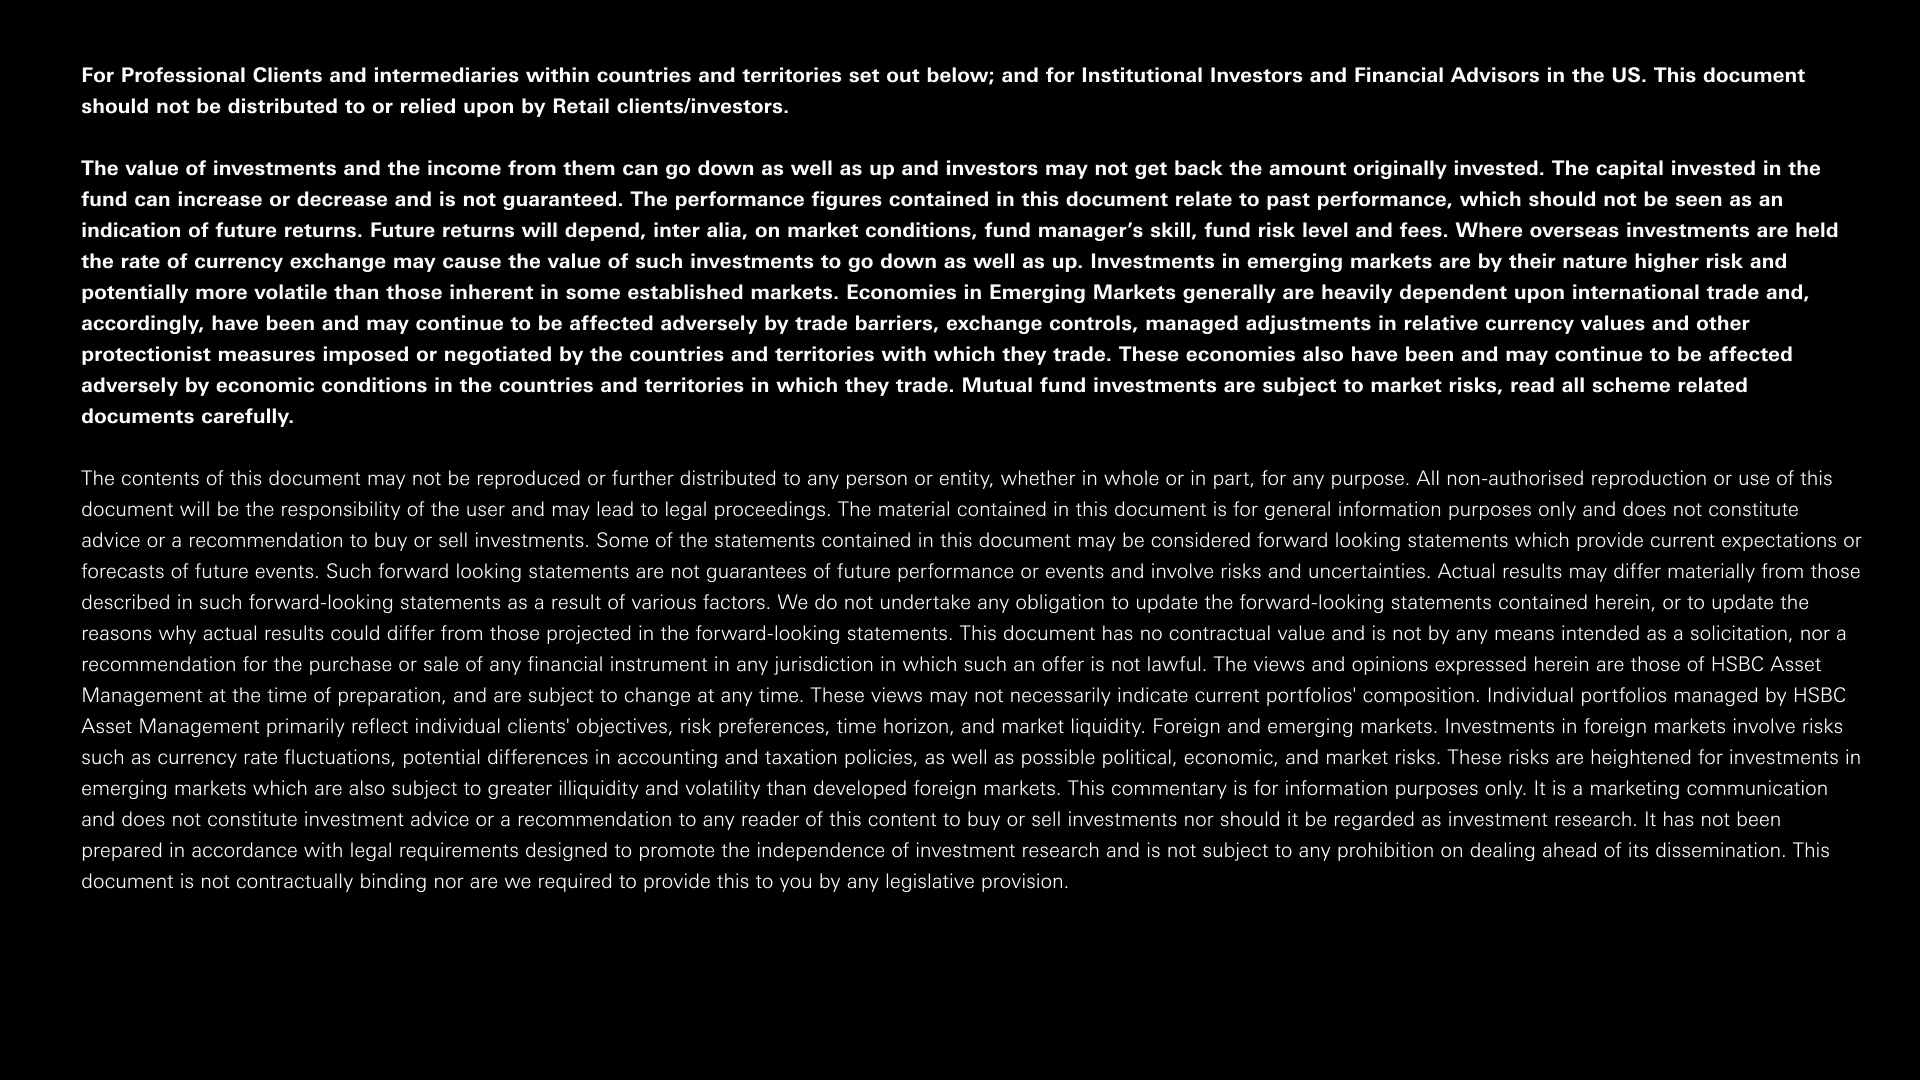 For Professional Clients and intermediaries within countries and territories set out below; and for Institutional Investors and Financial Advisors in the US. This document
should not be distributed to or relied upon by Retail clients/investors.
The value of investments and the income from them can go down as well as up and investors may not get back the amount originally invested. The capital invested in the
fund can increase or decrease and is not guaranteed. The performance figures contained in this document relate to past performance, which should not be seen as an
indication of future returns. Future returns will depend, inter alia, on market conditions, fund manager’s skill, fund risk level and fees. Where overseas investments are held
the rate of currency exchange may cause the value of such investments to go down as well as up. Investments in emerging markets are by their nature higher risk and
potentially more volatile than those inherent in some established markets. Economies in Emerging Markets generally are heavily dependent upon international trade and,
accordingly, have been and may continue to be affected adversely by trade barriers, exchange controls, managed adjustments in relative currency values and other
protectionist measures imposed or negotiated by the countries and territories with which they trade. These economies also have been and may continue to be affected
adversely by economic conditions in the countries and territories in which they trade. Mutual fund investments are subject to market risks, read all scheme related
documents carefully.
The contents of this document may not be reproduced or further distributed to any person or entity, whether in whole or in part, for any purpose. All non-authorised reproduction or use of this
document will be the responsibility of the user and may lead to legal proceedings. The material contained in this document is for general information purposes only and does not constitute
advice or a recommendation to buy or sell investments. Some of the statements contained in this document may be considered forward looking statements which provide current expectations or
forecasts of future events. Such forward looking statements are not guarantees of future performance or events and involve risks and uncertainties. Actual results may differ materially from those
described in such forward-looking statements as a result of various factors. We do not undertake any obligation to update the forward-looking statements contained herein, or to update the
reasons why actual results could differ from those projected in the forward-looking statements. This document has no contractual value and is not by any means intended as a solicitation, nor a
recommendation for the purchase or sale of any financial instrument in any jurisdiction in which such an offer is not lawful. The views and opinions expressed herein are those of HSBC Asset
Management at the time of preparation, and are subject to change at any time. These views may not necessarily indicate current portfolios' composition. Individual portfolios managed by HSBC
Asset Management primarily reflect individual clients' objectives, risk preferences, time horizon, and market liquidity. Foreign and emerging markets. Investments in foreign markets involve risks
such as currency rate fluctuations, potential differences in accounting and taxation policies, as well as possible political, economic, and market risks. These risks are heightened for investments in
emerging markets which are also subject to greater illiquidity and volatility than developed foreign markets. This commentary is for information purposes only. It is a marketing communication
and does not constitute investment advice or a recommendation to any reader of this content to buy or sell investments nor should it be regarded as investment research. It has not been
prepared in accordance with legal requirements designed to promote the independence of investment research and is not subject to any prohibition on dealing ahead of its dissemination. This
document is not contractually binding nor are we required to provide this to you by any legislative provision.